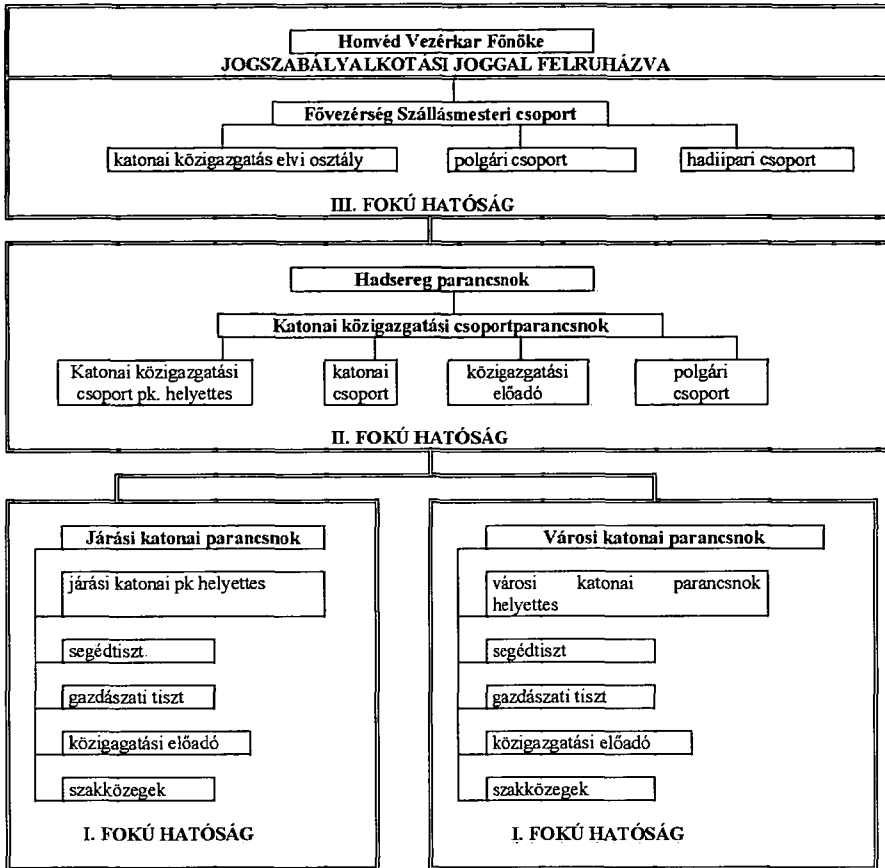 Honvéd Vezérkar Főnöke
JOGSZABÁLYALKOTÁSI JOGGAL FELRUHÁZVA
Fővezérség Szállásmesteri csoport
katonai közigazgatás elvi osztály
polgári csoport
hadiipari csoport
III. FOKÚ HATÓSÁG
Hadsereg parancsnok
Katonai közigazgatási csoportparancsnok
Katonai közigazgatási
csoport pk. helyettes
katonai
csoport
közigazgatási
előadó
polgári
csoport
II. FOKÚ HATÓSÁG
Járási katonai parancsnok
járási katonai pk helyettes
segédtiszt
gazdászati tiszt
közigagatási előadó
szakközegek
I. FOKÚ HATÓSÁG
Városi katonai parancsnok
városi katonai parancsnok
helyettes
segédtiszt
gazdászati tiszt
közigazgatási előadó
szakközegek
I. FOKÚ HATÓSÁG